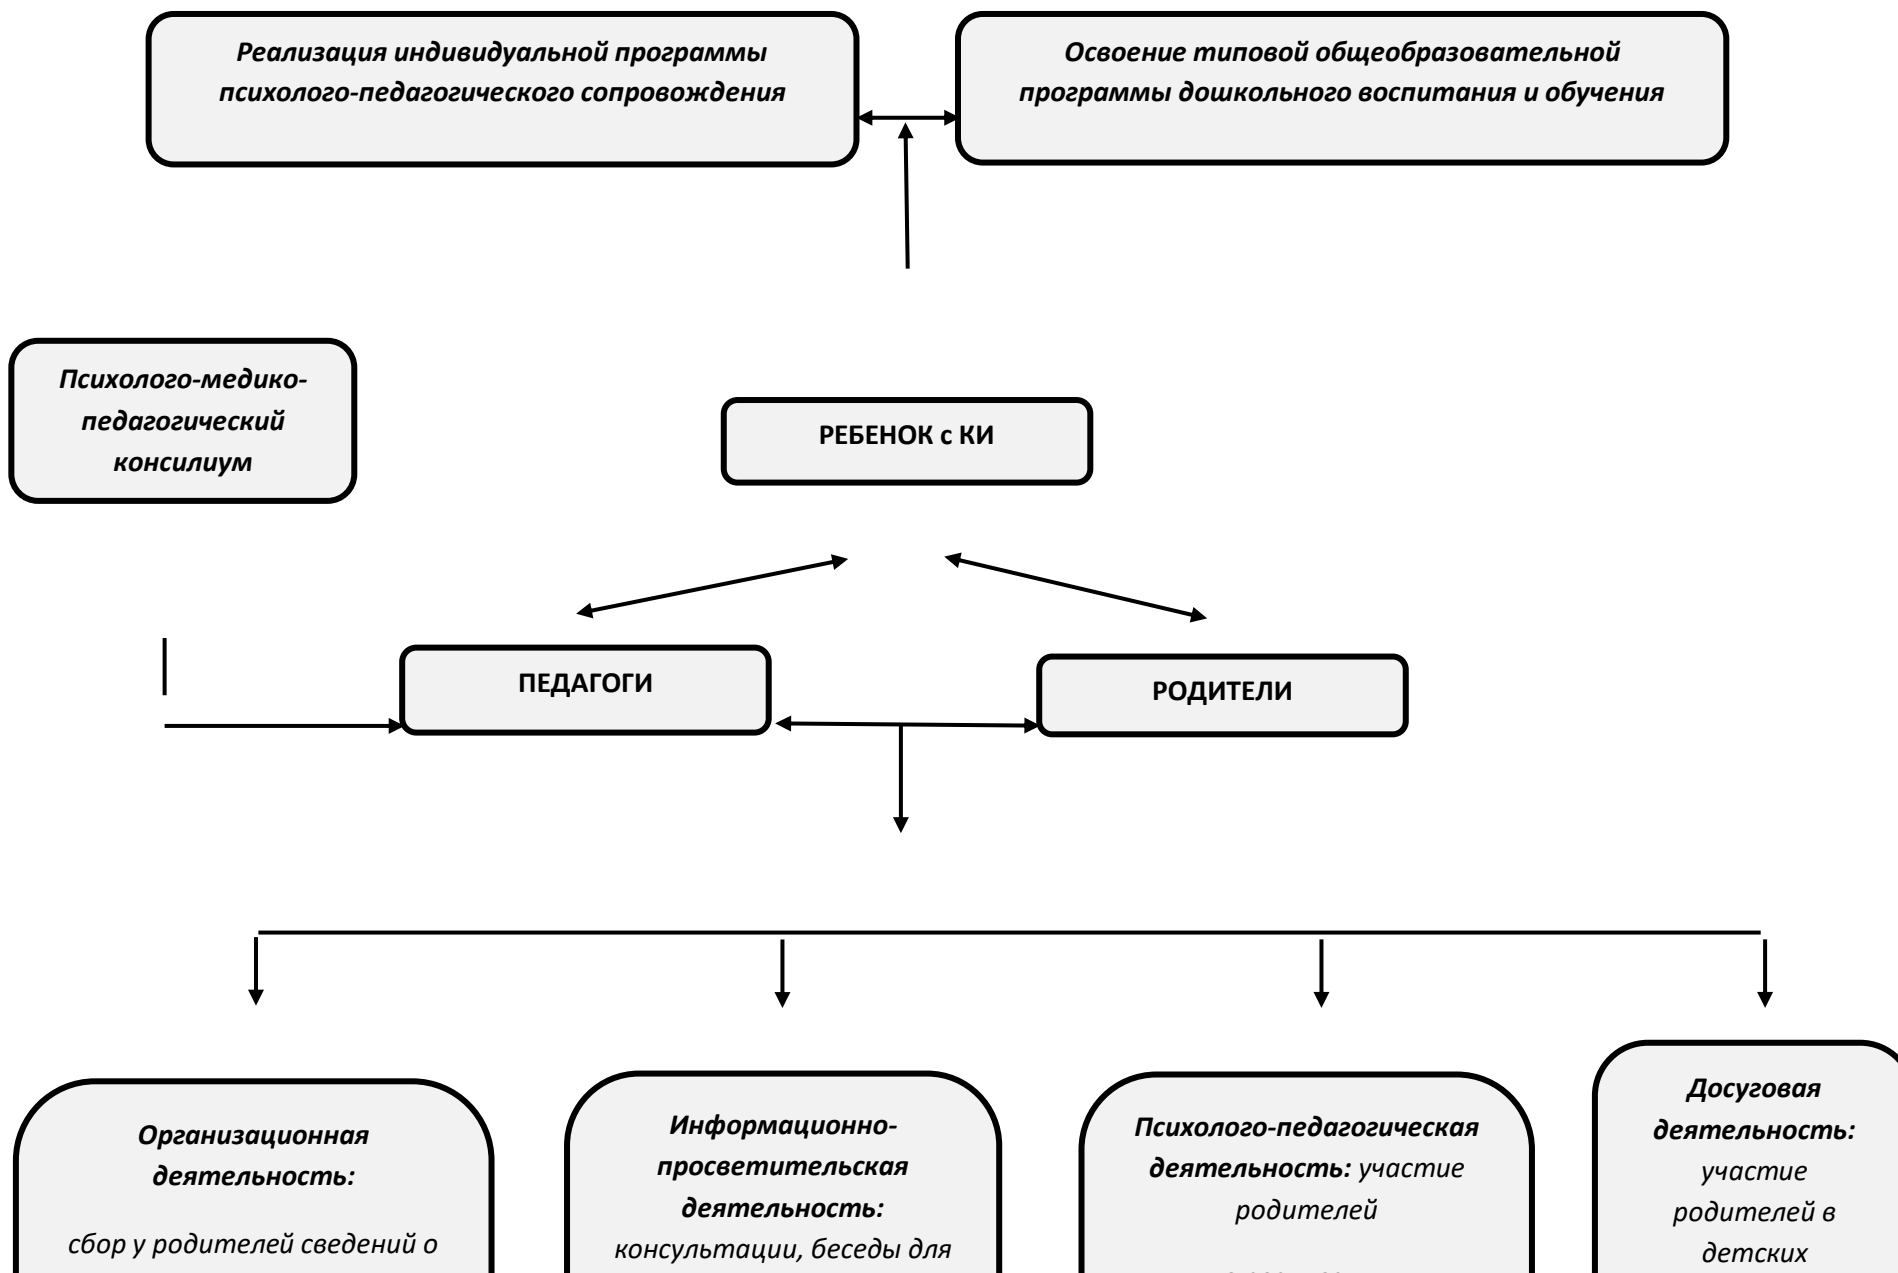 Реализация индивидуальной программы
психолого-педагогического сопровождения
Освоение типовой общеобразовательной
программы дошкольного воспитания и обучения
Психолого-медико-
педагогический
консилиум
РЕБЕНОК с КИ
ПЕДАГОГИ
РОДИТЕЛИ
Организационная
деятельность:
сбор у родителей сведений о
Информационно-
просветительская
деятельность:
консультации, беседы для
Психолого-педагогическая
деятельность: участие
родителей
Досуговая
деятельность:
участие
родителей в
детских